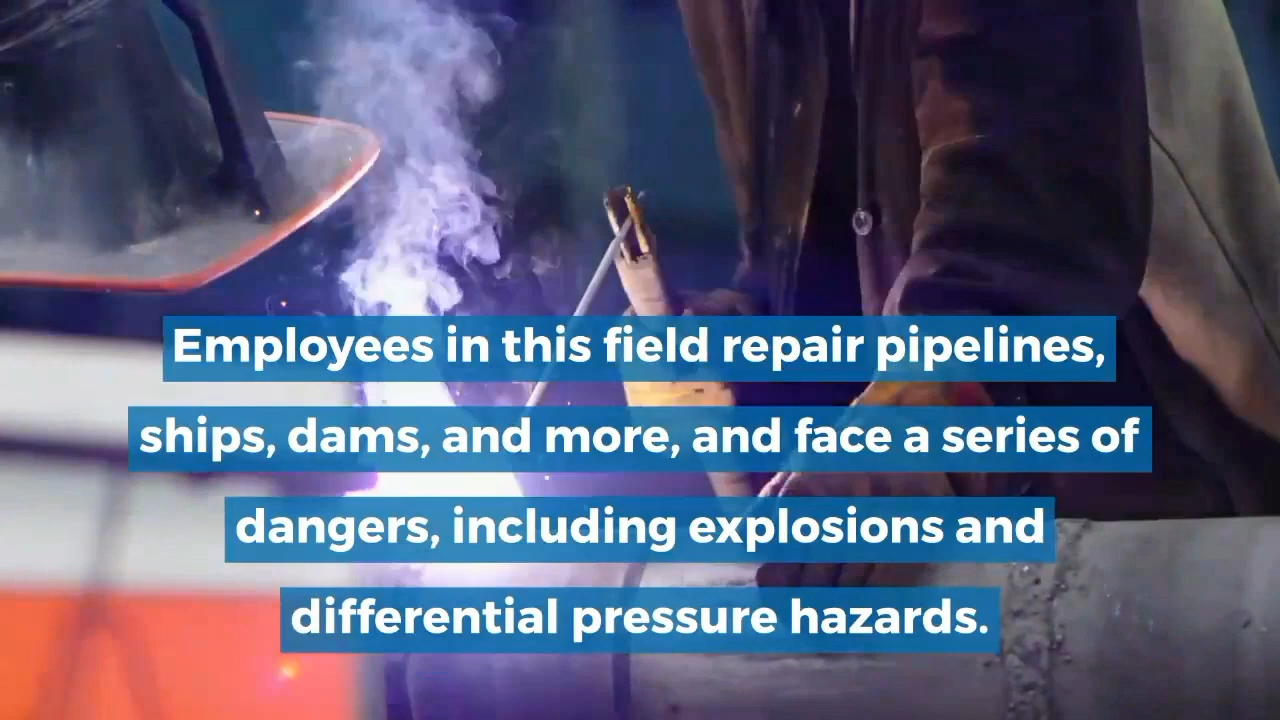 Employees in this field repair pipelines,
ships, dams, and more, and face a series of
dangers, including explosions and
differential pressure hazards.